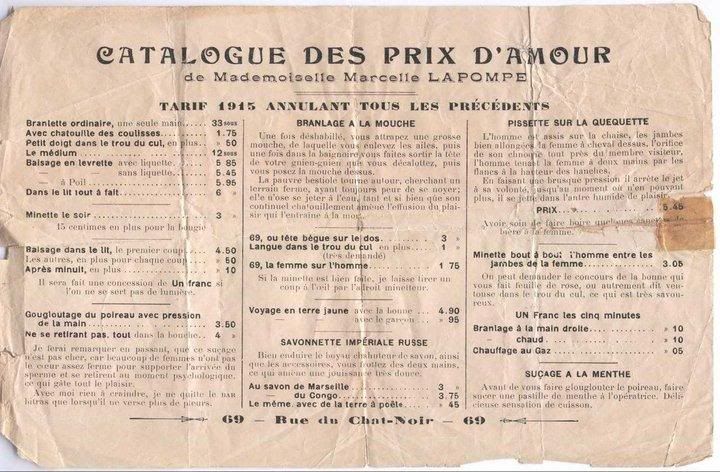 CATALOGUE DES PRIX D'AMOUR
de Mademoiselle Marcelle LAPOMPE
TARIF 1915 ANNULANT TOUS LES PRÉCÉDENTS
Branlette ordinaire, une seule main..... 33 sous
Avec chatouille des coulisses........... 1.75
Petit doigt dans le trou du cul, en plus.. » 50
Le médium ................ 12 sous
Baisage en levrette avec liquette. ..... 5 85
sans liquette. ..... 5.45
— à Poil ............ 5.95
Dans le lit tout à fait............ 6 »
Minette le soir ............ 3 »
15 centimes en plus pour la bougie
Baisage dans le lit, le premier coup.... 4.50
Les autres, en plus pour chaque coup.... » 50
Après minuit, en plus ............ » 10
Il sera fait une concession de Un franc si
l'on ne se sert pas de lumière.
Gougloutage du poireau avec pression
de la main ............ 3.50
Ne se retirant pas, tout dans la bouche.. 4 »
Je ferai remarquer en passant, que ce suçage
n'est pas cher, car beaucoup de femmes n'ont pas
le cœur assez ferme pour supporter l'arrivée du
sperme et se retirent au moment psychologique.
ce qui gâte tout le plaisir.
Avec moi rien à craindre, je ne quitte le DAR
bitras que lorsqu'il ne verse plus de pleurs.
BRANLAGE A LA MOUCHE
Une fois déshabillé, vous attrapez une grosse
mouche, de laquelle vous enlevez les ailes, puis
une fois dans la baignoire vous faites sortir la tête
de votre guien-guien que vous décallotez, puis
vous posez la mouche dessus.
La pauvre bestiole tourne autour, cherchant un
terrain ferme, ayant toujours peur de se noyer;
elle n'ose se jeter à l'eau, tant et si bien que son
continuel chatouillement amène l'effusion du plai-
sir qui l'entraîne à la mort.
69, ou tête bêgue sur le dos...... 3 »
Langue dans le trou du cul en plus.... 1 »
(très demandé)
69, la femme sur l'homme.......... 1 75
Si la minette est bien faite, je laisse tirer un
coup à l'œil par l'adroit minetteur.
Voyage en terre jaune avec la bonne ... 4.90
— avec le garçon... » 95
SAVONNETTE IMPÉRIALE RUSSE
Bien enduire le boyau chahuteur de savon, ainsi
que les accessoires, vous frottez des deux mains,
ce qui amène une jouissance très douce.
Au savon de Marseille ............ 3 »
— du Congo............ 3.75
Le même, avec de la terre à poêle.... » 45
PISSETTE SUR LA QUEQUETTE
L'homme est assis sur la chaise, les jambes
bien allongées, la femme à cheval dessus, l'orifice
de son chinoqué tout près du membre visiteur,
l'homme tenant la femme à deux mains par les
flancs à la hauteur des hanches.
En faisant une brusque pression il arrête le jet
à sa volonté, jusqu'au moment où n'en pouvant
plus, il se jette dans l'antre humide de plaisir.
PRIX............ 5.45
Avoir soin de faire boire quelques
bière à la femme.
Minette bout à bout l'homme entre les
jambes de la femme............ 3.05
On peut demander le concours de la bonne qui
vous fait feuille de rose, ou autrement dit ven-
touse dans le trou du cul, ce qui est très savou-
reux.
UN Franc les cinq minutes
Branlage à la main droite............ » 10
— chaud ............ » 10
Chauffage au Gaz ............ » 05
SUÇAGE A LA MENTHE
Avant de vous faire glouglouter le poireau, faire
sucer une pastille de menthe à l'opératrice. Déli-
cieuse sensation de cuisson.
69 — Rue du Chat-Noir — 69